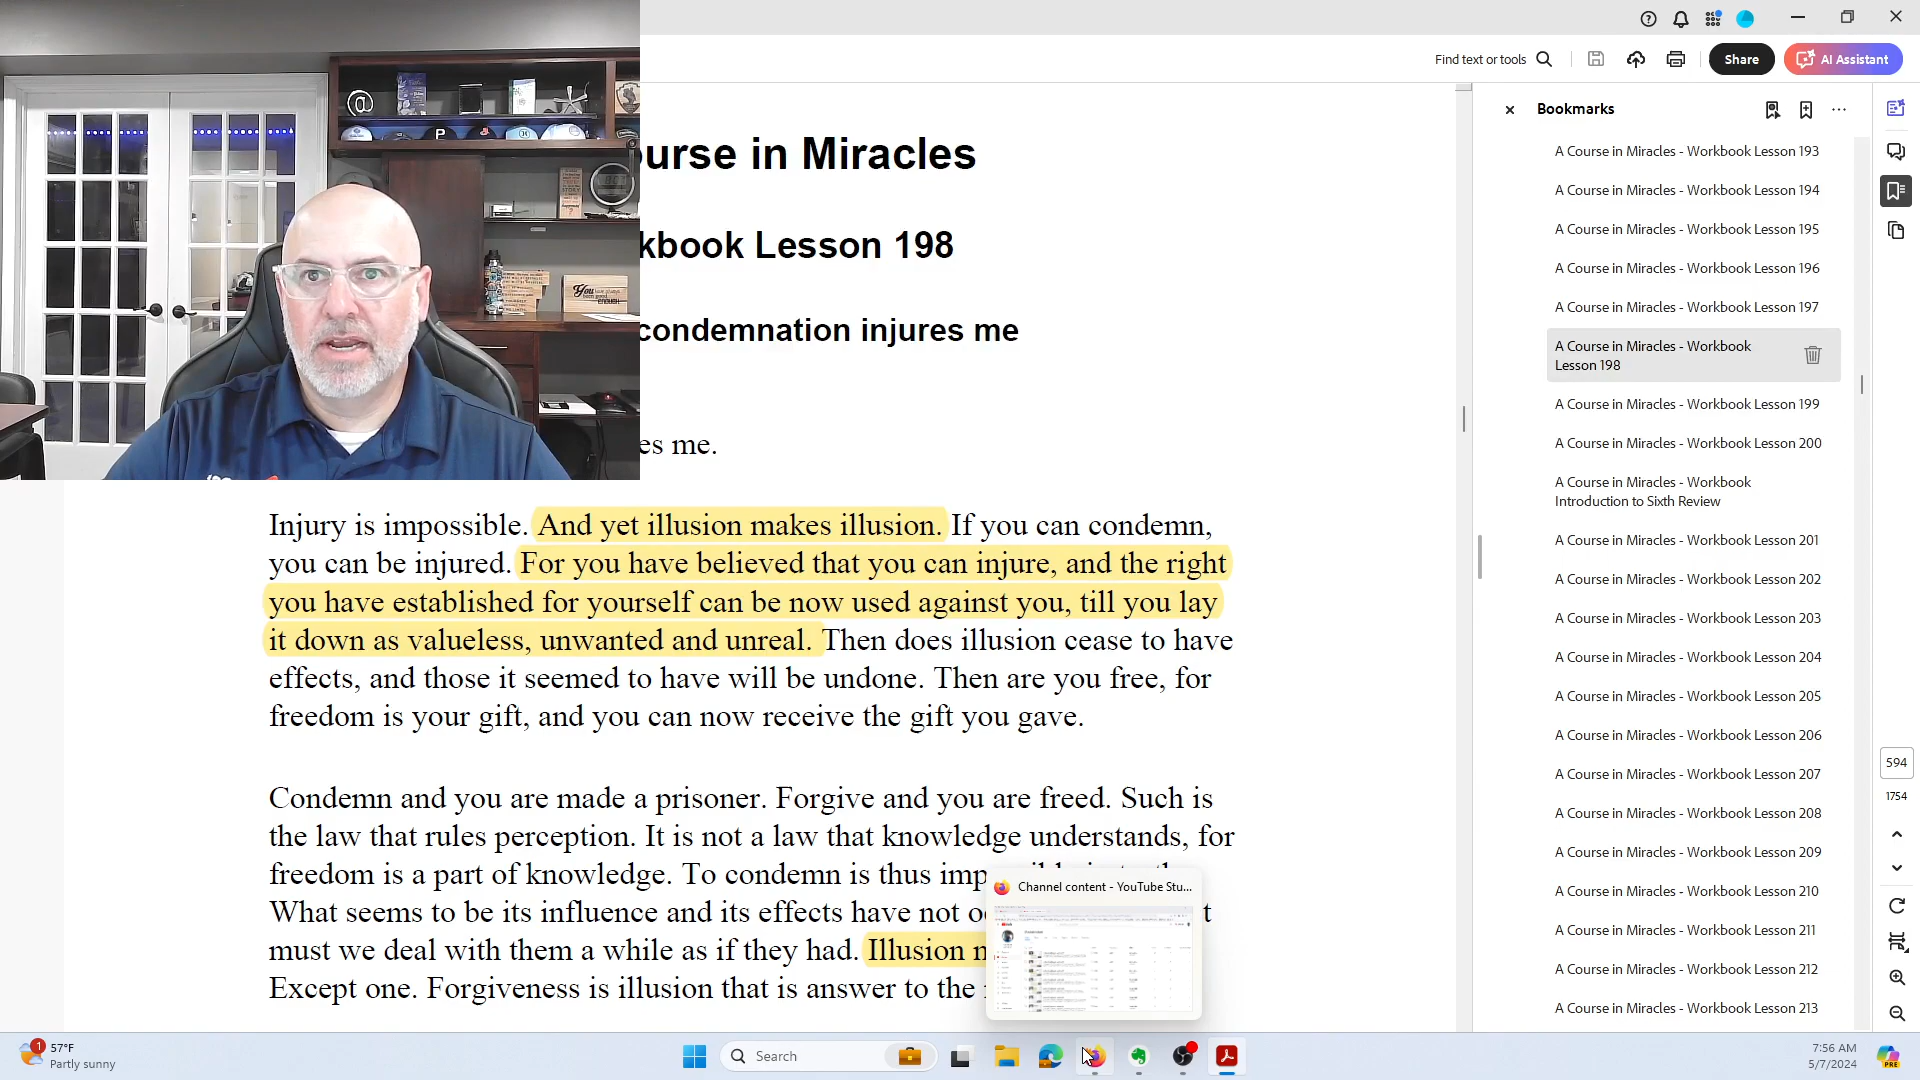 Find text or tools
Share
AI Assistant
Bookmarks
A Course in Miracles - Workbook Lesson 193
A Course in Miracles - Workbook Lesson 194
A Course in Miracles - Workbook Lesson 195
A Course in Miracles - Workbook Lesson 196
A Course in Miracles - Workbook Lesson 197
A Course in Miracles - Workbook
Lesson 198
A Course in Miracles - Workbook Lesson 199
A Course in Miracles - Workbook Lesson 200
A Course in Miracles - Workbook
Introduction to Sixth Review
A Course in Miracles - Workbook Lesson 201
A Course in Miracles - Workbook Lesson 202
A Course in Miracles - Workbook Lesson 203
A Course in Miracles - Workbook Lesson 204
A Course in Miracles - Workbook Lesson 205
A Course in Miracles - Workbook Lesson 206
A Course in Miracles - Workbook Lesson 207
A Course in Miracles - Workbook Lesson 208
A Course in Miracles - Workbook Lesson 209
A Course in Miracles - Workbook Lesson 210
A Course in Miracles - Workbook Lesson 211
A Course in Miracles - Workbook Lesson 212
A Course in Miracles - Workbook Lesson 213
594
1754
@
P
You
ourse in Miracles
kbook Lesson 198
condemnation injures me
es me.
Injury is impossible. And yet illusion makes illusion. If you can condemn,
you can be injured. For you have believed that you can injure, and the right
you have established for yourself can be now used against you, till you lay
it down as valueless, unwanted and unreal. Then does illusion cease to have
effects, and those it seemed to have will be undone. Then are you free, for
freedom is your gift, and you can now receive the gift you gave.
Condemn and you are made a prisoner. Forgive and you are freed. Such is
the law that rules perception. It is not a law that knowledge understands, for
freedom is a part of knowledge. To condemn is thus
What seems to be its influence and its effects have not
must we deal with them a while as if they had. Illusion
Except one. Forgiveness is illusion that is answer to the
Channel content - YouTube Stu...
1
57°F
Partly sunny
Search
7:56 AM
5/7/2024
PRE